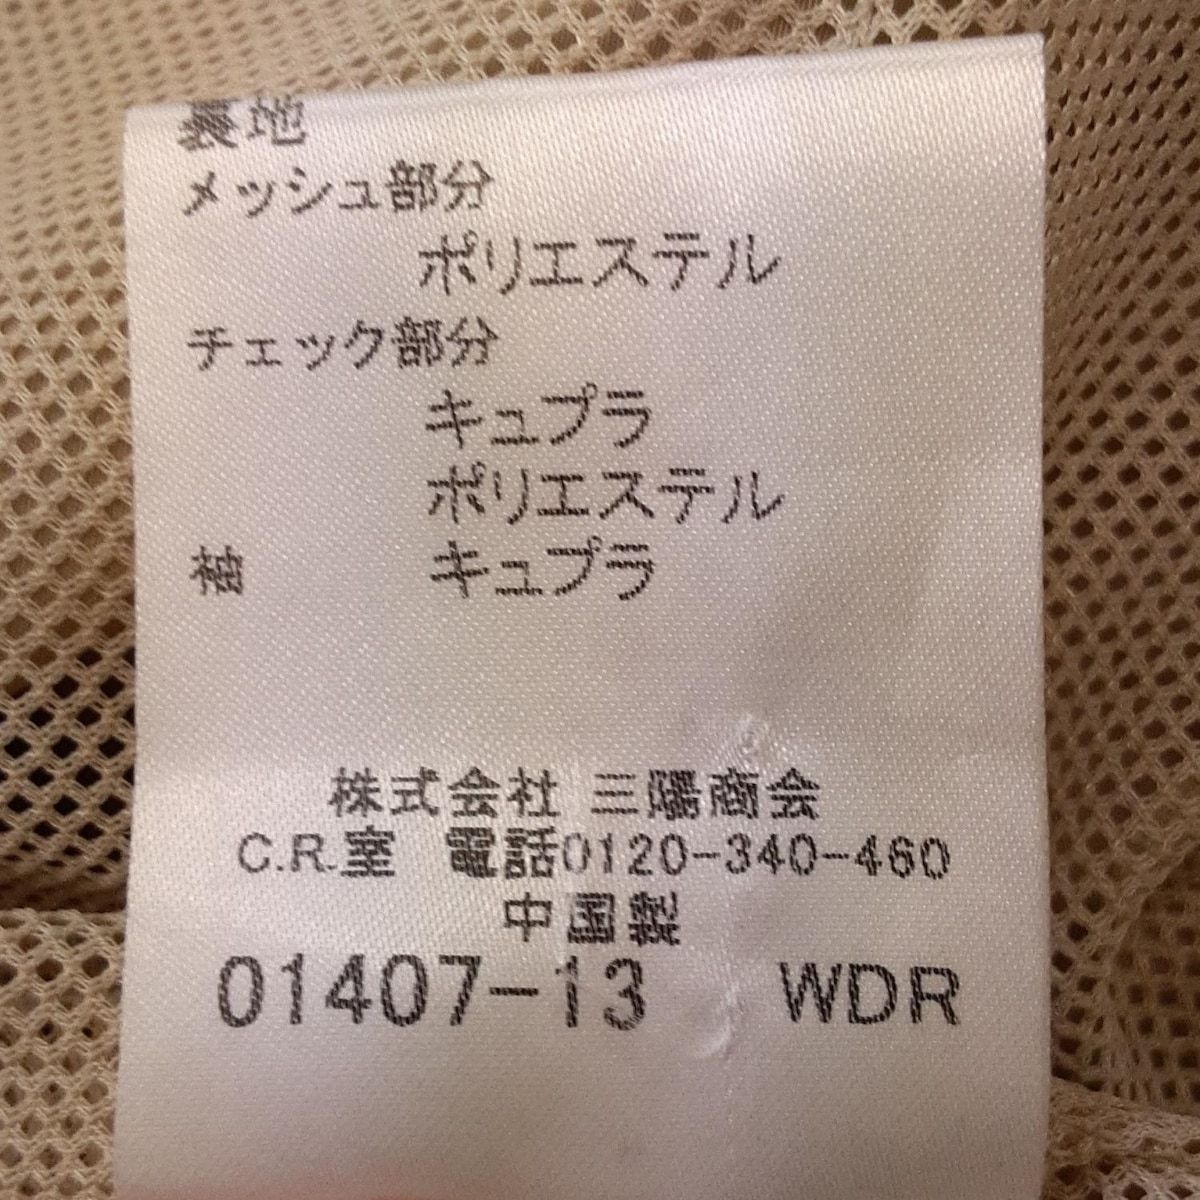 裏地
メッシュ部分
ポリエステル
チェック部分
キュプラ
ポリエステル
袖 キュプラ
株式会社 三陽商会
C.R.室 電話0120-340-460
中国製
01407-13 WDR